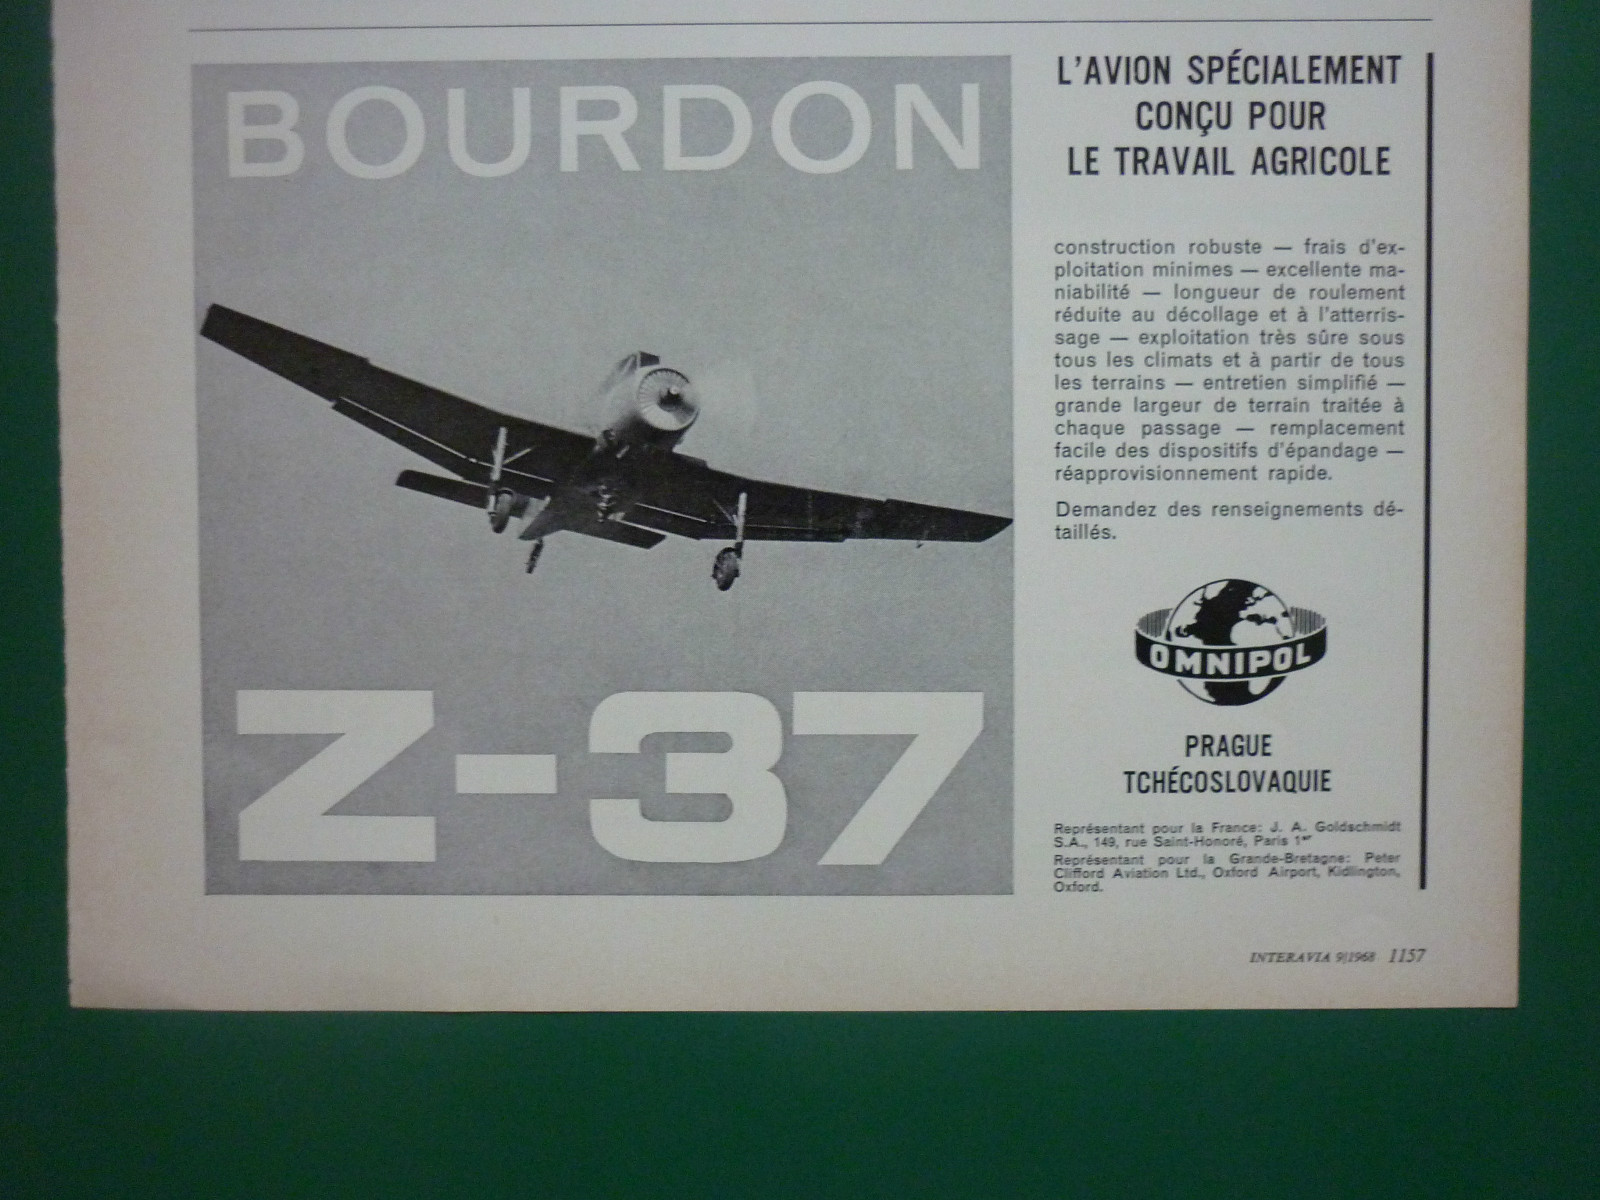 BOURDON
Z-37
L'AVION SPÉCIALEMENT
CONÇU POUR
LE TRAVAIL AGRICOLE
construction robuste — frais d'ex-
ploitation minimes — excellente ma-
niabilité — longueur de roulement
réduite au décollage et à l'atterris-
sage — exploitation très sûre sous
tous les climats et à partir de tous
les terrains — entretien simplifié —
grande largeur de terrain traitée à
chaque passage — remplacement
facile des dispositifs d'épandage —
réapprovisionnement rapide.
Demandez des renseignements dé-
taillés.
OMNIPOL
PRAGUE
TCHÉCOSLOVAQUIE
Représentant pour la France: J. A. Goldschmidt
S.A., 149, rue Saint-Honoré, Paris 1er
Représentant pour la Grande-Bretagne: Peter
Clifford Aviation Ltd., Oxford Airport, Kidlington,
Oxford.
INTERAVIA 9/1968 1157